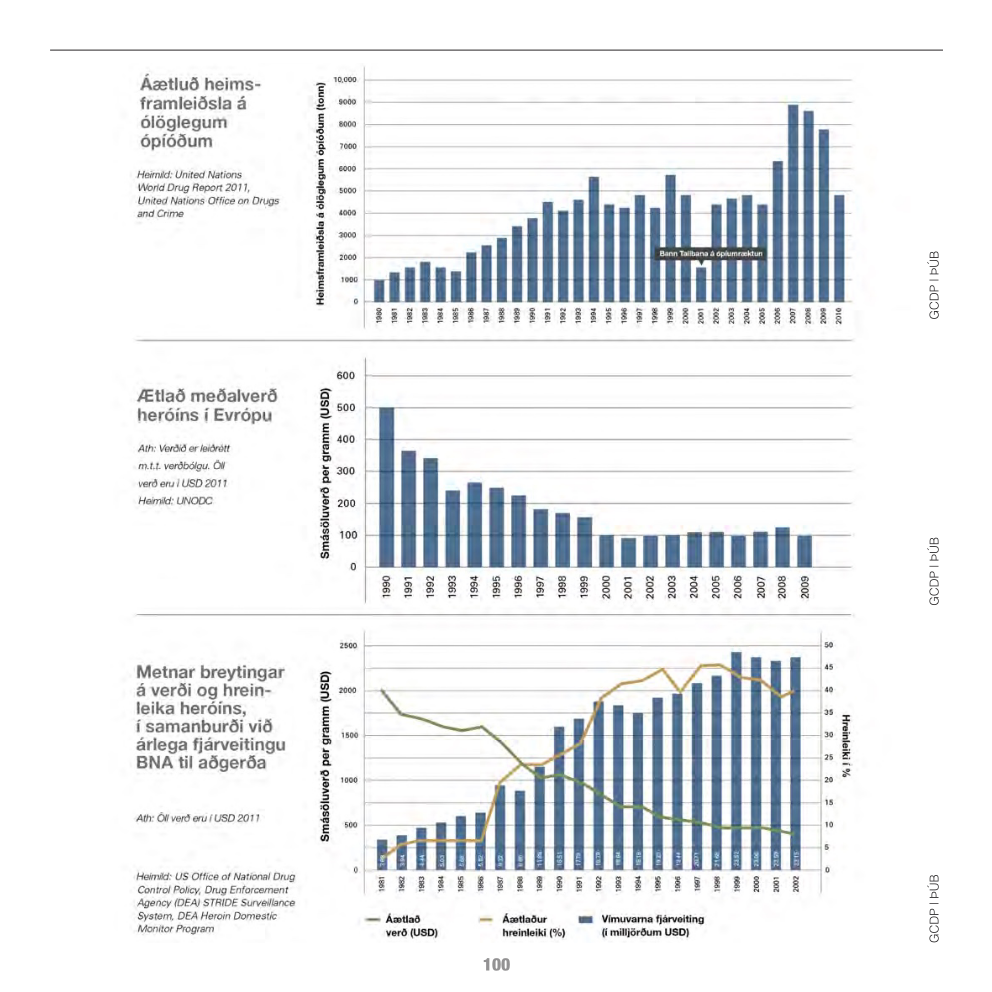 Áætluð heims-
framleiðsla á
ólöglegum
ópíóðum
Heimild: United Nations
World Drug Report 2011,
United Nations Office on Drugs
and Crime
Heimsframleiðsla á ólöglegum ópíóðum (tonn)
10,000
9000
8000
7000
6000
5000
4000
3000
2000
1000
0
Bann Talibana á ópíumræktun
1980 1981 1982 1983 1984 1985 1986 1987 1988 1989 1990 1991 1992 1993 1994 1995 1996 1997 1998 1999 2000 2001 2002 2003 2004 2005 2006 2007 2008 2009 2010
GCDP | ÞÚB
Ætlað meðalverð
heróíns í Evrópu
Ath: Verðið er leiðrétt
m.t.t. verðbólgu. Öll
verð eru í USD 2011
Heimild: UNODC
Smásöluverð per gramm (USD)
600
500
400
300
200
100
0
1990 1991 1992 1993 1994 1995 1996 1997 1998 1999 2000 2001 2002 2003 2004 2005 2006 2007 2008 2009
GCDP | ÞÚB
Metnar breytingar
á verði og hrein-
leika heróíns,
í samanburði við
árlega fjárveitingu
BNA til aðgerða
Ath: Öll verð eru í USD 2011
Heimild: US Office of National Drug
Control Policy, Drug Enforcement
Agency (DEA) STRIDE Surveillance
System, DEA Heroin Domestic
Monitor Program
Smásöluverð per gramm (USD)
2500
2000
1500
1000
500
0
50
45
40
35
30
25
20
15
10
5
0
Hreinleiki í %
1981 1982 1983 1984 1985 1986 1987 1988 1989 1990 1991 1992 1993 1994 1995 1996 1997 1998 1999 2000 2001 2002
Áætlað
verð (USD)
Áætlaður
hreinleiki (%)
Vímuvarna fjárveiting
(í milljörðum USD)
GCDP | ÞÚB
100